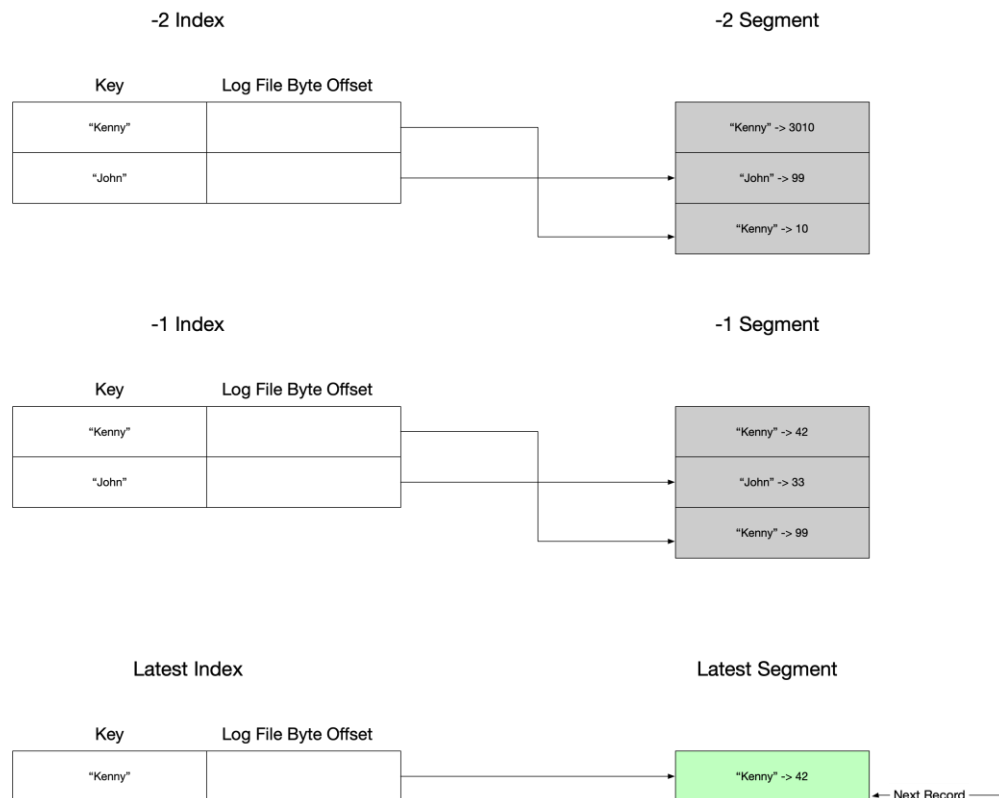 -2 Index
-2 Segment
Key
Log File Byte Offset
“Kenny”
“Kenny” -> 3010
“John”
“John” -> 99
“Kenny” -> 10
-1 Index
-1 Segment
Key
Log File Byte Offset
“Kenny”
“Kenny” -> 42
“John”
“John” -> 33
“Kenny” -> 99
Latest Index
Latest Segment
Key
Log File Byte Offset
“Kenny”
“Kenny” -> 42
Next Record